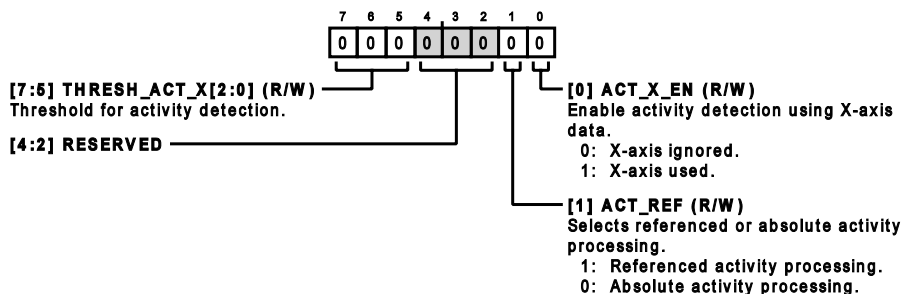 7 6 5 4 3 2 1 0
0 0 0 0 0 0 0 0
[7:5] THRESH_ACT_X[2:0] (R/W)
Threshold for activity detection.
[4:2] RESERVED
[0] ACT_X_EN (R/W)
Enable activity detection using X-axis
data.
0: X-axis ignored.
1: X-axis used.
[1] ACT_REF (R/W)
Selects referenced or absolute activity
processing.
1: Referenced activity processing.
0: Absolute activity processing.